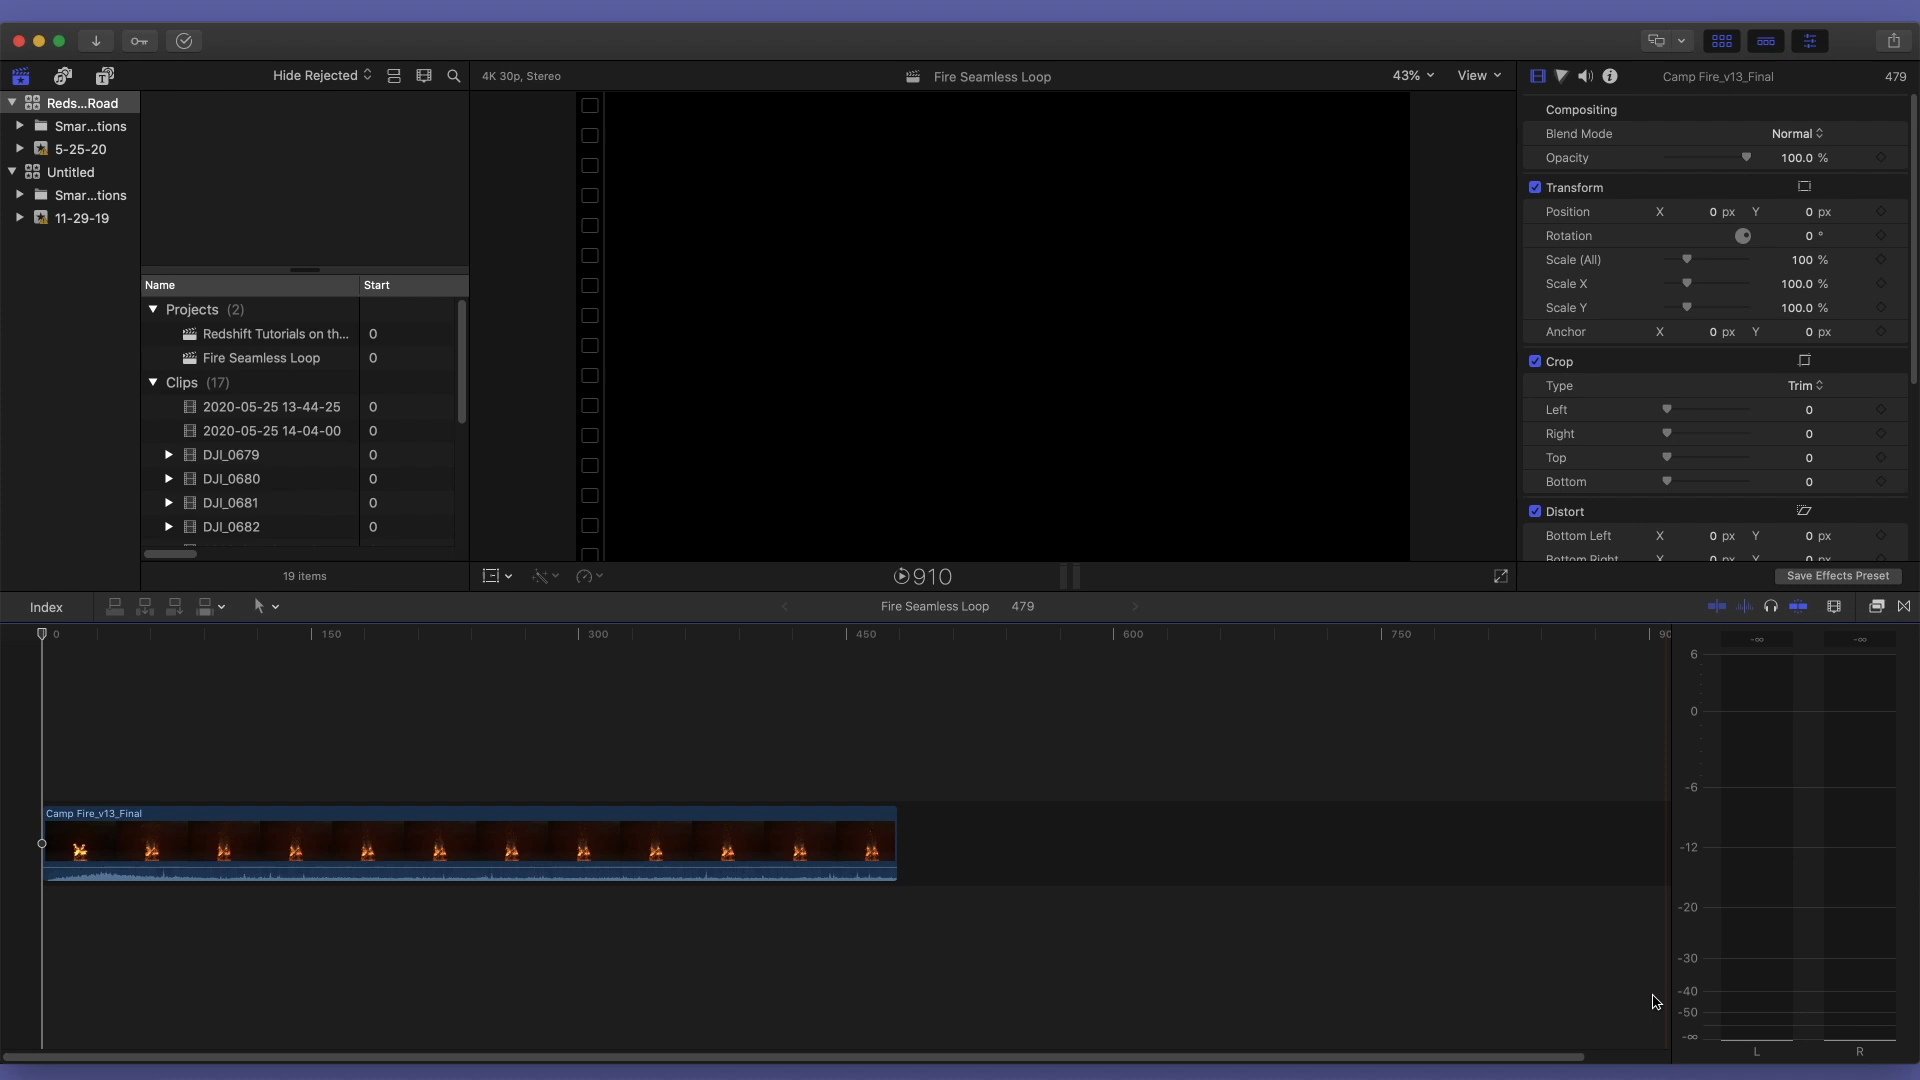 Hide Rejected
4K 30p, Stereo
Fire Seamless Loop
43%
View
Camp Fire_v13_Final
479
Reds...Road
Smar...tions
5-25-20
Untitled
Smar...tions
11-29-19
Name
Start
Projects (2)
Redshift Tutorials on th...
0
Fire Seamless Loop
0
Clips (17)
2020-05-25 13-44-25
0
2020-05-25 14-04-00
0
DJI_0679
0
DJI_0680
0
DJI_0681
0
DJI_0682
0
19 items
910
Compositing
Blend Mode
Normal
Opacity
100.0 %
Transform
Position X 0 px Y 0 px
Rotation 0 °
Scale (All) 100 %
Scale X 100.0 %
Scale Y 100.0 %
Anchor X 0 px Y 0 px
Crop
Type Trim
Left 0
Right 0
Top 0
Bottom 0
Distort
Bottom Left X 0 px Y 0 px
Bottom Right X 0 px Y 0 px
Save Effects Preset
Index
Fire Seamless Loop 479
0 150 300 450 600 750 90
Camp Fire_v13_Final
-∞ -∞
6
0
-6
-12
-20
-30
-40
-50
-∞
L R